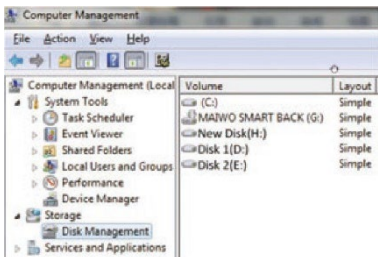 Computer Management
File Action View Help
Computer Management (Local
System Tools
Task Scheduler
Event Viewer
Shared Folders
Local Users and Groups
Performance
Device Manager
Storage
Disk Management
Services and Applications
Volume Layout
(C:) Simple
MAIWO SMART BACK (G:) Simple
New Disk(H:) Simple
Disk 1(D:) Simple
Disk 2(E:) Simple